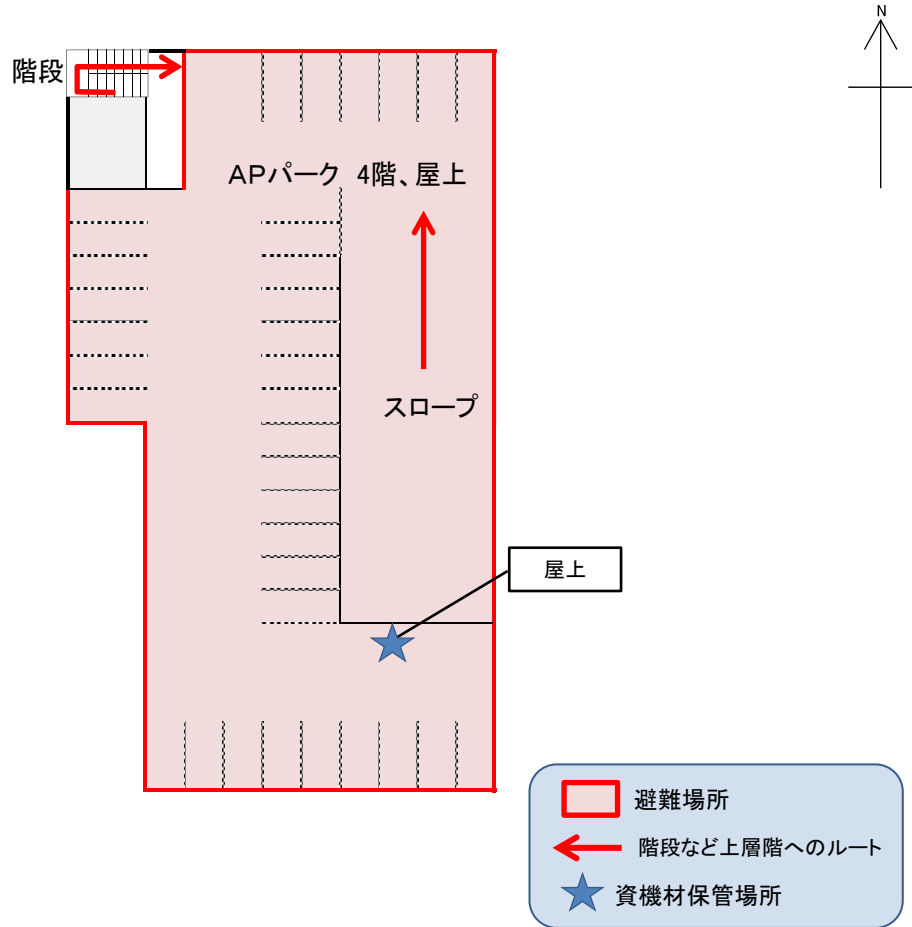 N
階段
APパーク 4階、屋上
スロープ
屋上
避難場所
階段など上層階へのルート
資機材保管場所